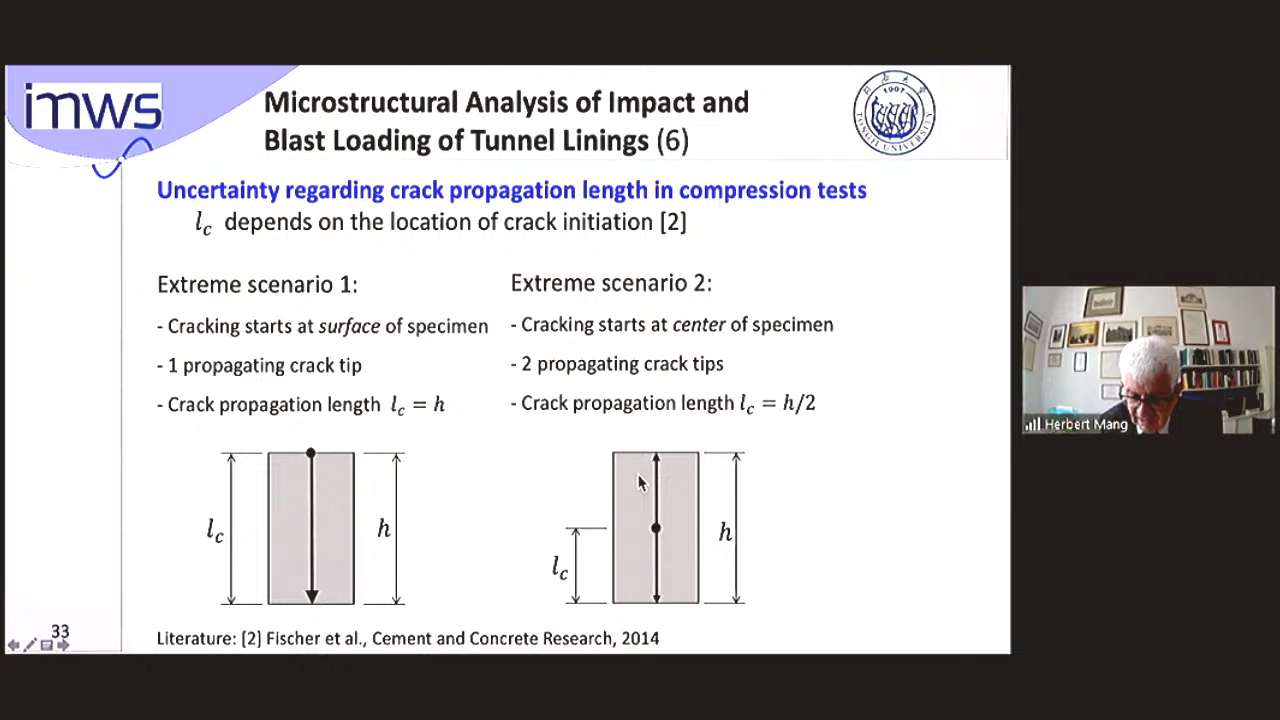 imws
Microstructural Analysis of Impact and
Blast Loading of Tunnel Linings (6)
1907
TONGJI UNIVERSITY
Uncertainty regarding crack propagation length in compression tests
l_c depends on the location of crack initiation [2]
Extreme scenario 1:
- Cracking starts at surface of specimen
- 1 propagating crack tip
- Crack propagation length l_c = h
Extreme scenario 2:
- Cracking starts at center of specimen
- 2 propagating crack tips
- Crack propagation length l_c = h/2
l_c
h
l_c
h
Literature: [2] Fischer et al., Cement and Concrete Research, 2014
33
Herbert Mang